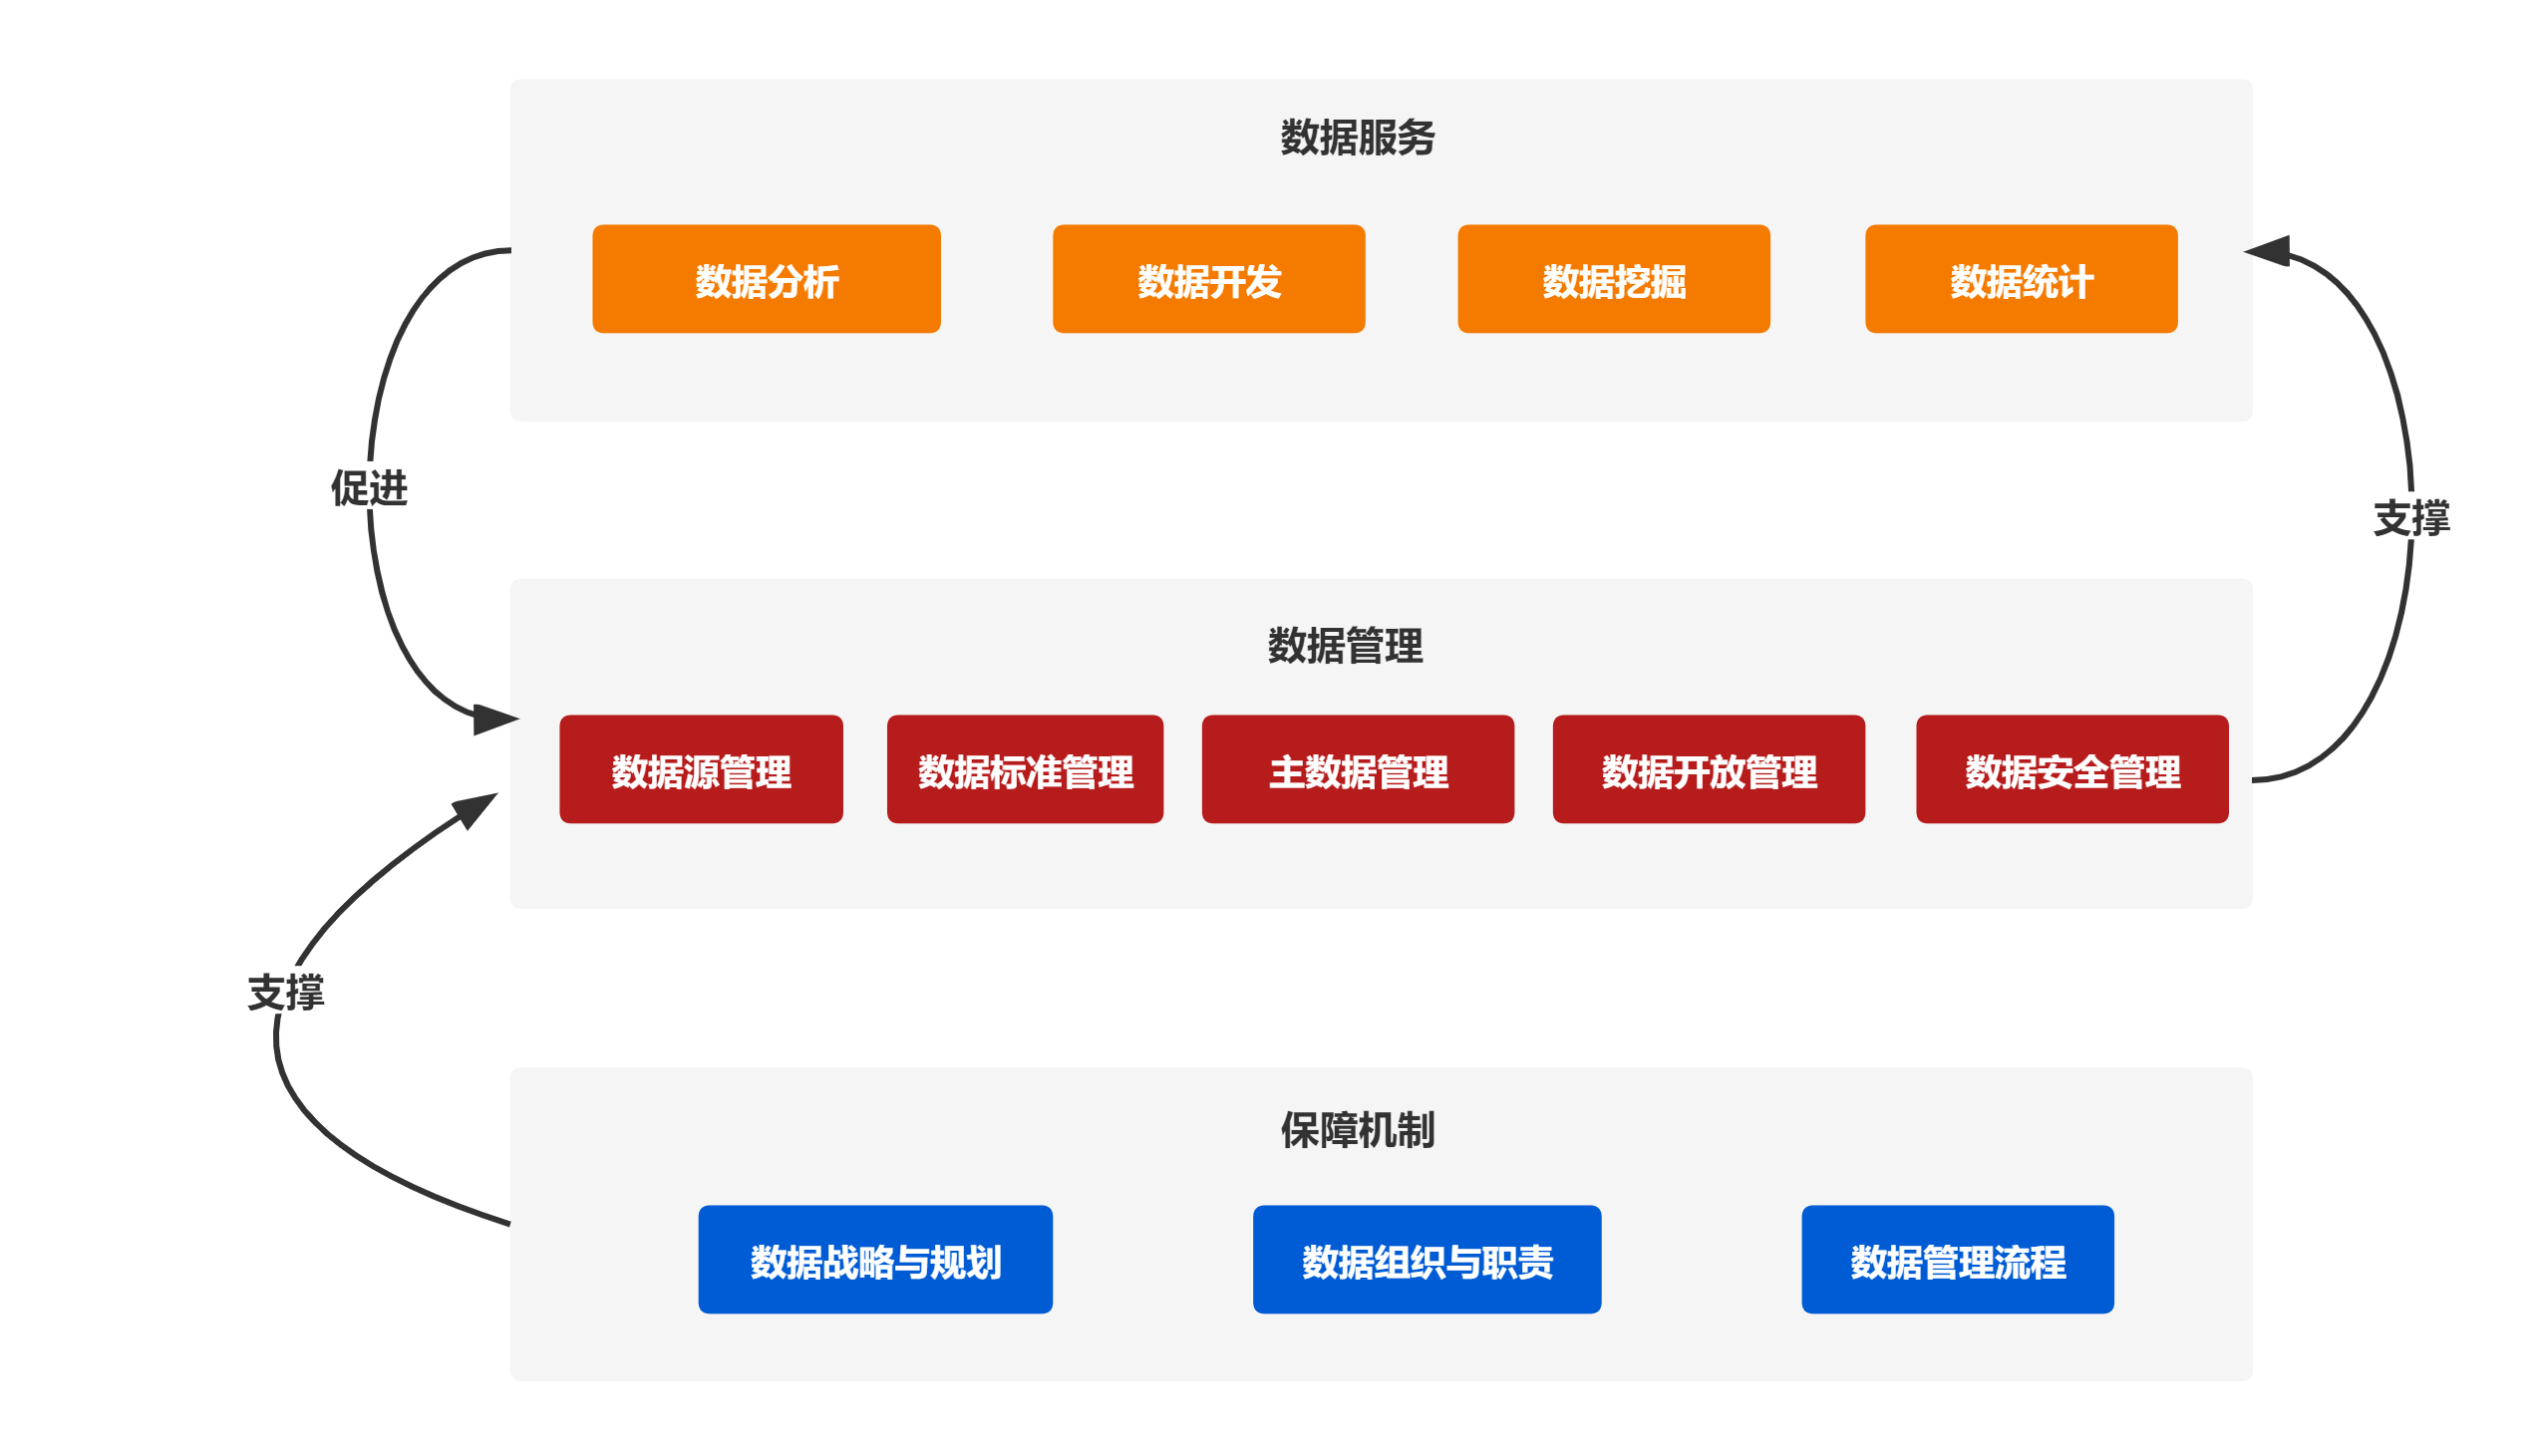 数据服务
数据分析
数据开发
数据挖掘
数据统计
促进
支撑
数据管理
数据源管理
数据标准管理
主数据管理
数据开放管理
数据安全管理
支撑
保障机制
数据战略与规划
数据组织与职责
数据管理流程